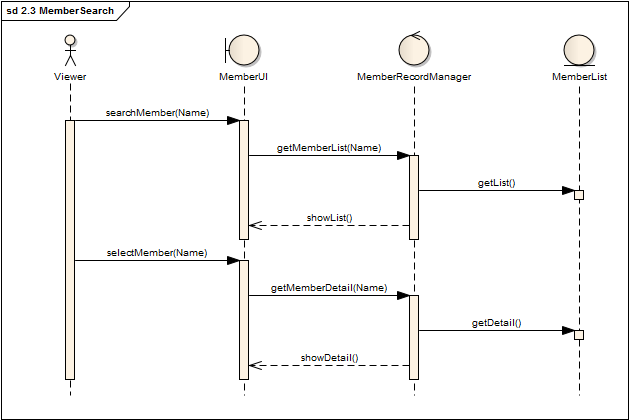 sd 2.3 MemberSearch
Viewer
MemberUI
MemberRecordManager
MemberList
searchMember(Name)
getMemberList(Name)
getList()
showList()
selectMember(Name)
getMemberDetail(Name)
getDetail()
showDetail()